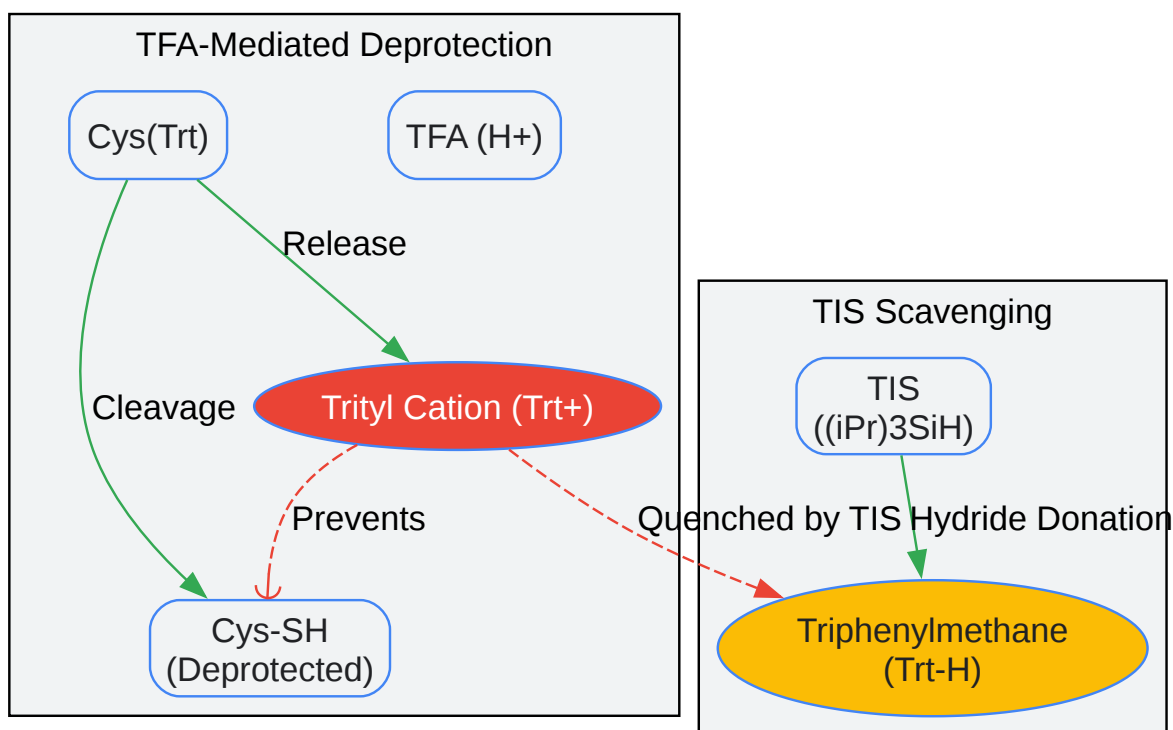 TFA-Mediated Deprotection
Cys(Trt)
TFA (H+)
Release
TIS Scavenging
Cleavage
Trityl Cation (Trt+)
TIS
((iPr)3SiH)
Prevents
Quenched by TIS Hydride Donation
Cys-SH
(Deprotected)
Triphenylmethane
(Trt-H)